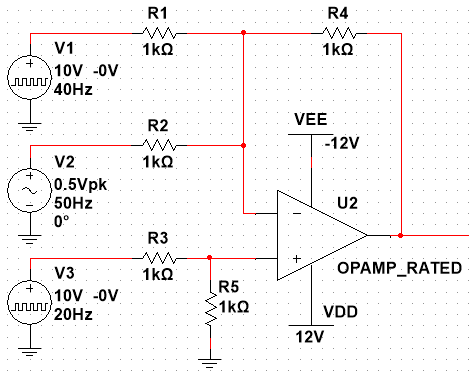 R1
1kΩ
R4
1kΩ
V1
10V -0V
40Hz
R2
1kΩ
VEE
-12V
V2
0.5Vpk
50Hz
0°
U2
R3
1kΩ
OPAMP_RATED
V3
10V -0V
20Hz
R5
1kΩ
VDD
12V